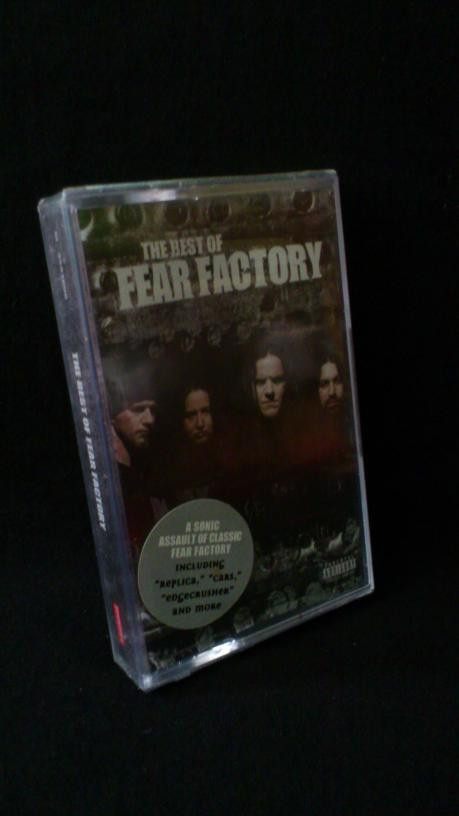 THE BEST OF
FEAR FACTORY
THE BEST OF FEAR FACTORY
A SONIC
ASSAULT OF CLASSIC
FEAR FACTORY
INCLUDING
"REPLICA," "CARS,"
"EDGECRUSHER"
AND MORE